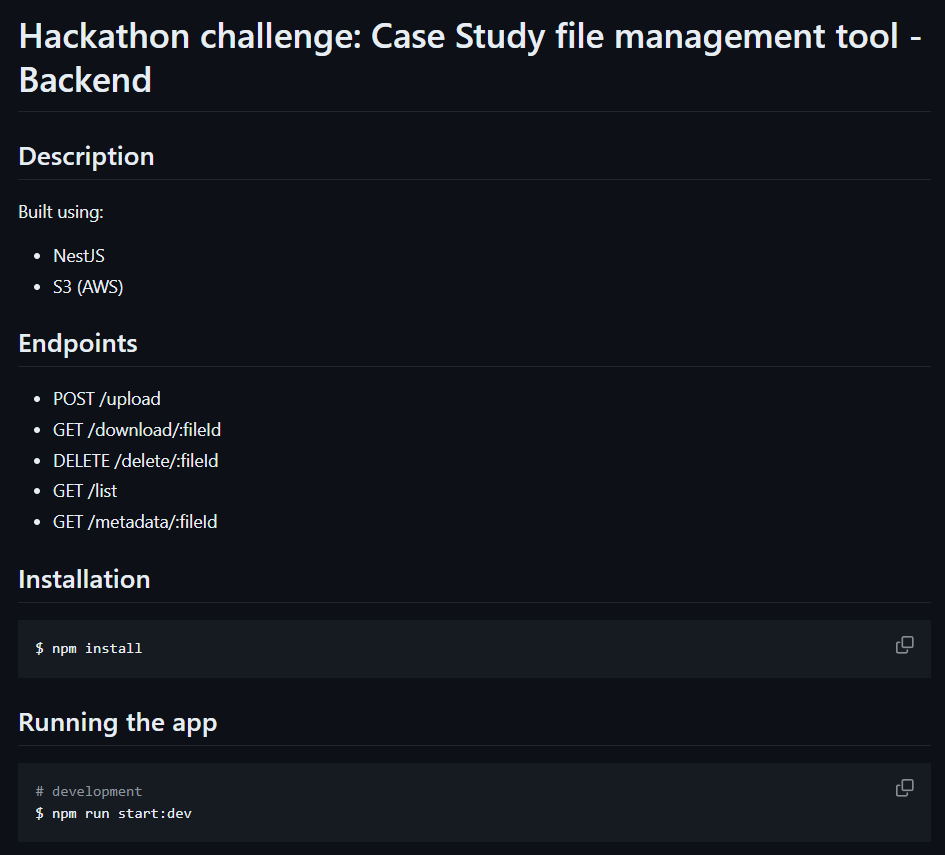 Hackathon challenge: Case Study file management tool -
Backend
Description
Built using:
• NestJS
• S3 (AWS)
Endpoints
• POST /upload
• GET /download/:fileId
• DELETE /delete/:fileId
• GET /list
• GET /metadata/:fileId
Installation
$ npm install
Running the app
# development
$ npm run start:dev